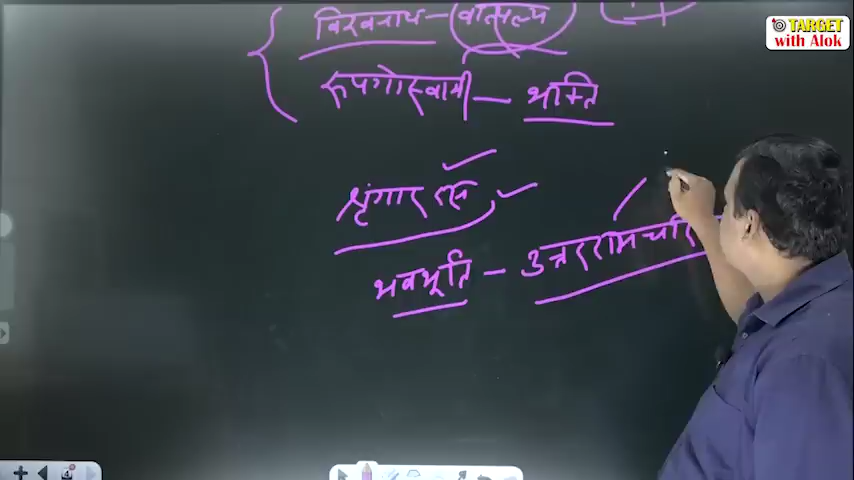 विश्वनाथ - वात्सल्य
रूपगोस्वामी - भक्ति
श्रृंगार रस
भवभूति - उत्तररामचरि
TARGET
with Alok